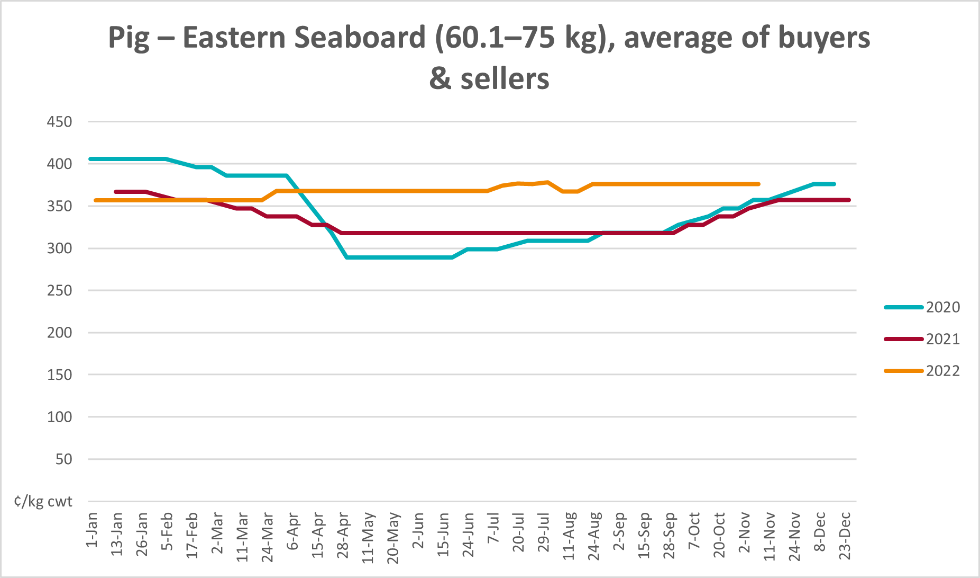 Pig – Eastern Seaboard (60.1–75 kg), average of buyers
& sellers
450
400
350
300
250
200
150
100
50
¢/kg cwt
2020
2021
2022
1-Jan
13-Jan
26-Jan
5-Feb
17-Feb
2-Mar
13-Mar
24-Mar
6-Apr
15-Apr
28-Apr
11-May
20-May
2-Jun
15-Jun
24-Jun
7-Jul
20-Jul
29-Jul
11-Aug
24-Aug
2-Sep
15-Sep
28-Sep
7-Oct
20-Oct
2-Nov
11-Nov
24-Nov
8-Dec
23-Dec